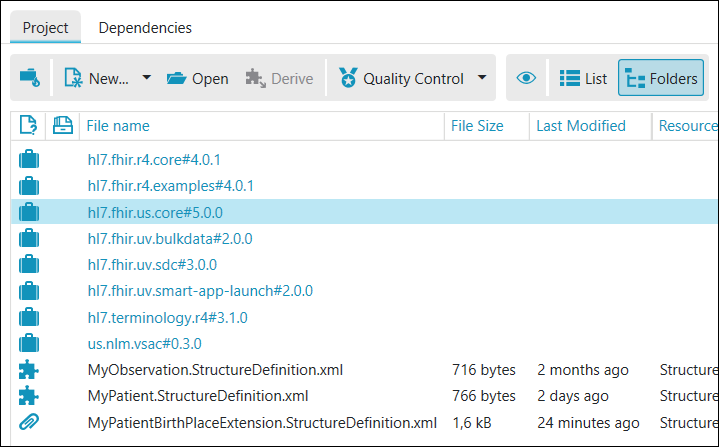 Project Dependencies
New... Open Derive Quality Control List Folders
File name File Size Last Modified Resource
hl7.fhir.r4.core#4.0.1
hl7.fhir.r4.examples#4.0.1
hl7.fhir.us.core#5.0.0
hl7.fhir.uv.bulkdata#2.0.0
hl7.fhir.uv.sdc#3.0.0
hl7.fhir.uv.smart-app-launch#2.0.0
hl7.terminology.r4#3.1.0
us.nlm.vsac#0.3.0
MyObservation.StructureDefinition.xml 716 bytes 2 months ago Structure
MyPatient.StructureDefinition.xml 766 bytes 2 days ago Structure
MyPatientBirthPlaceExtension.StructureDefinition.xml 1,6 kB 24 minutes ago Structure